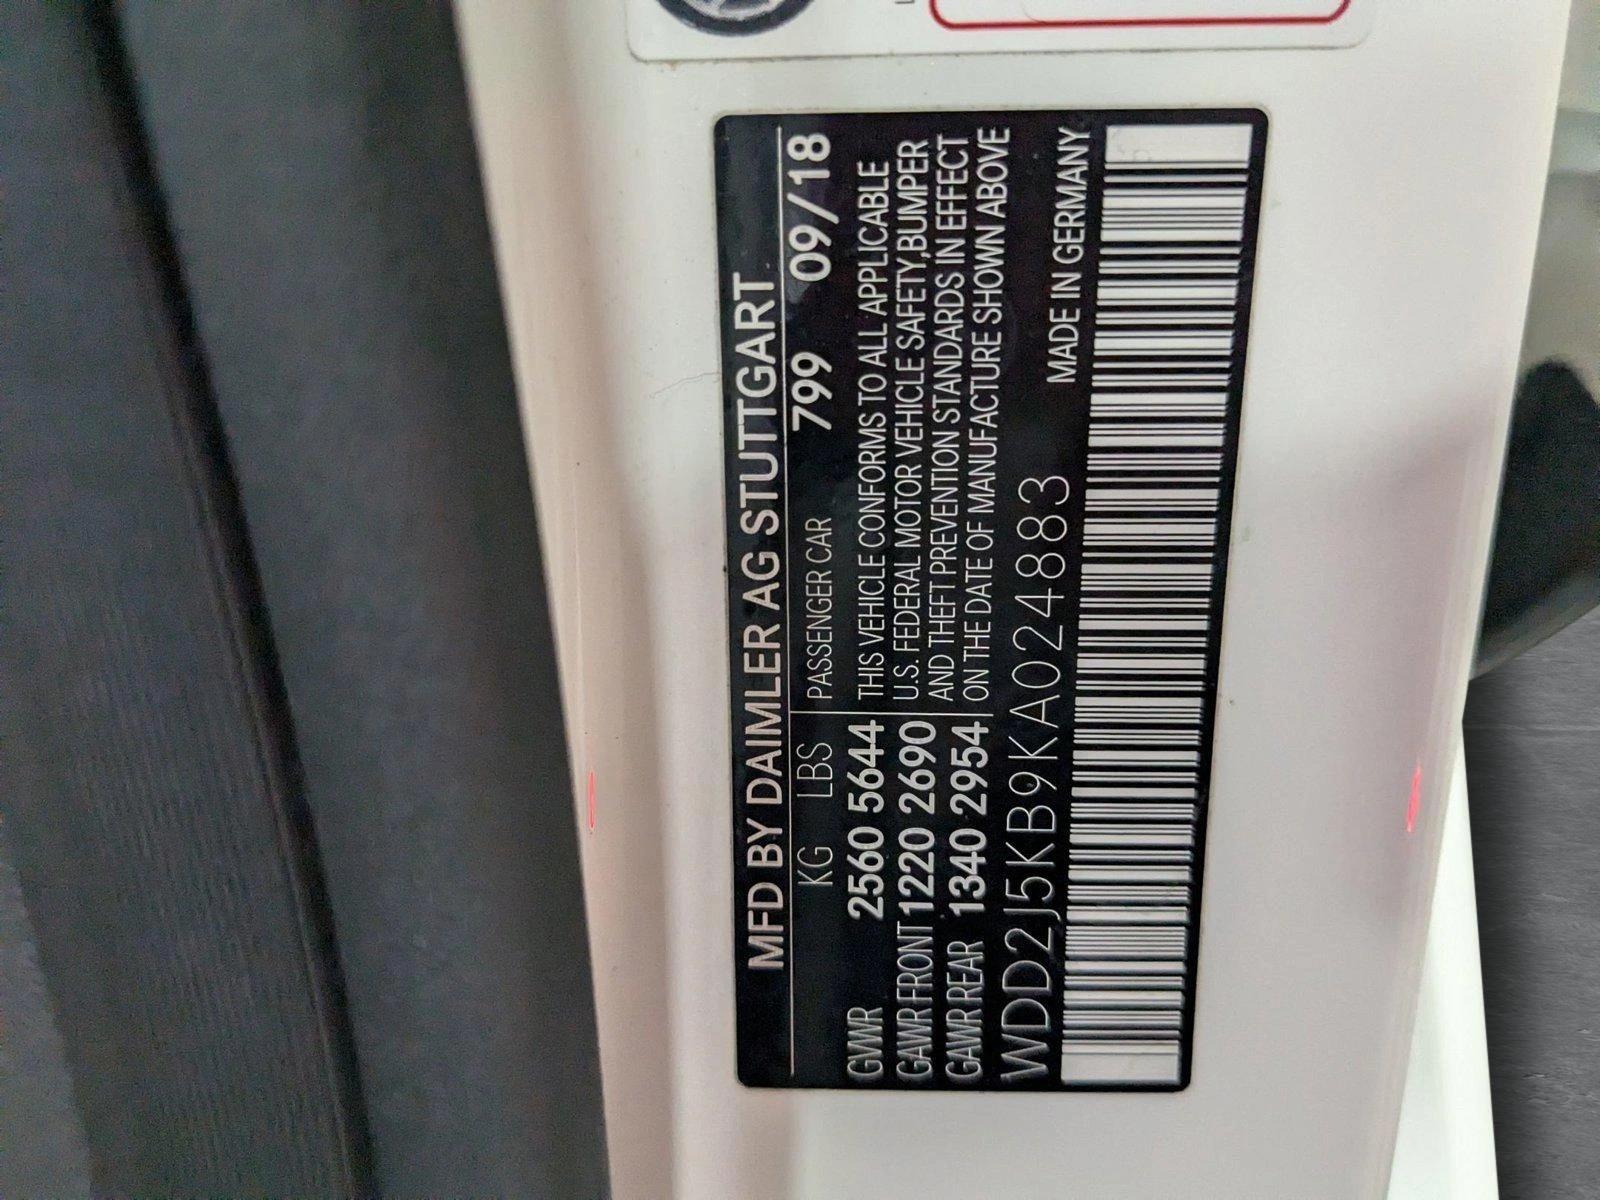 MFD BY DAIMLER AG STUTTGART
KG LBS PASSENGER CAR 799 09/18
GVWR 2560 5644 THIS VEHICLE CONFORMS TO ALL APPLICABLE
GAWR FRONT 1220 2690 U.S. FEDERAL MOTOR VEHICLE SAFETY,BUMPER
GAWR REAR 1340 2954 AND THEFT PREVENTION STANDARDS IN EFFECT
ON THE DATE OF MANUFACTURE SHOWN ABOVE
WDD2J5KB9KA024883 MADE IN GERMANY